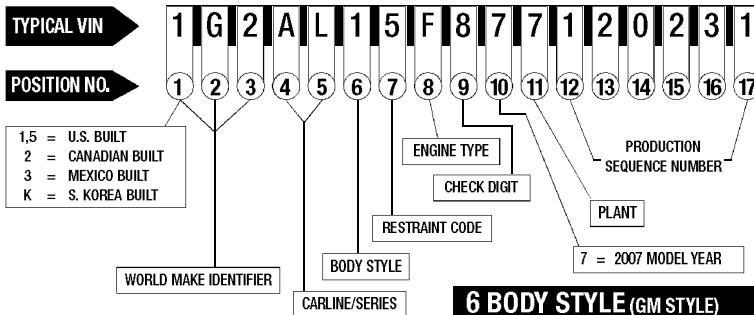 TYPICAL VIN
1 G 2 A L 1 5 F 8 7 7 1 2 0 2 3 1
POSITION NO.
1 2 3 4 5 6 7 8 9 10 11 12 13 14 15 16 17
1,5 = U.S. BUILT
2 = CANADIAN BUILT
3 = MEXICO BUILT
K = S. KOREA BUILT
ENGINE TYPE
PRODUCTION
SEQUENCE NUMBER
CHECK DIGIT
PLANT
RESTRAINT CODE
7 = 2007 MODEL YEAR
BODY STYLE
WORLD MAKE IDENTIFIER
CARLINE/SERIES
6 BODY STYLE (GM STYLE)